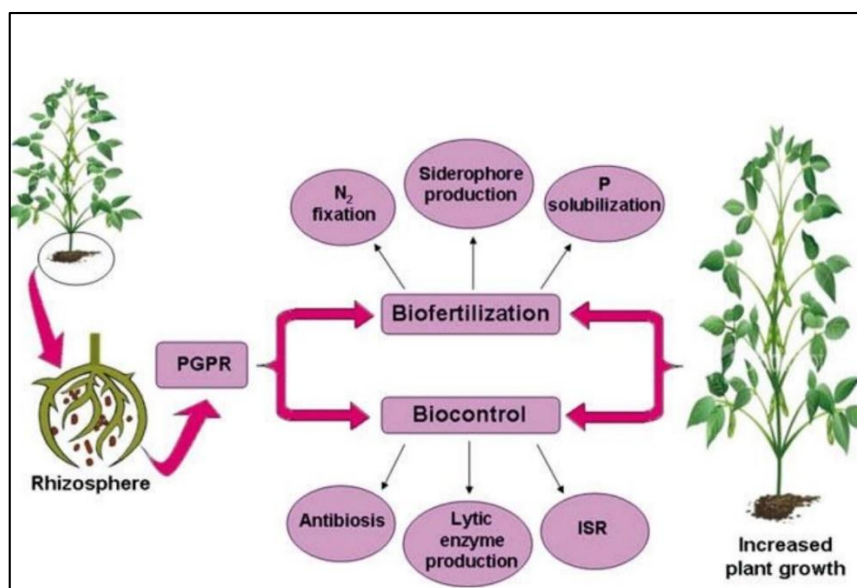 N₂
fixation
Siderophore
production
P
solubilization
Biofertilization
PGPR
Biocontrol
Rhizosphere
Antibiosis
Lytic
enzyme
production
ISR
Increased
plant growth